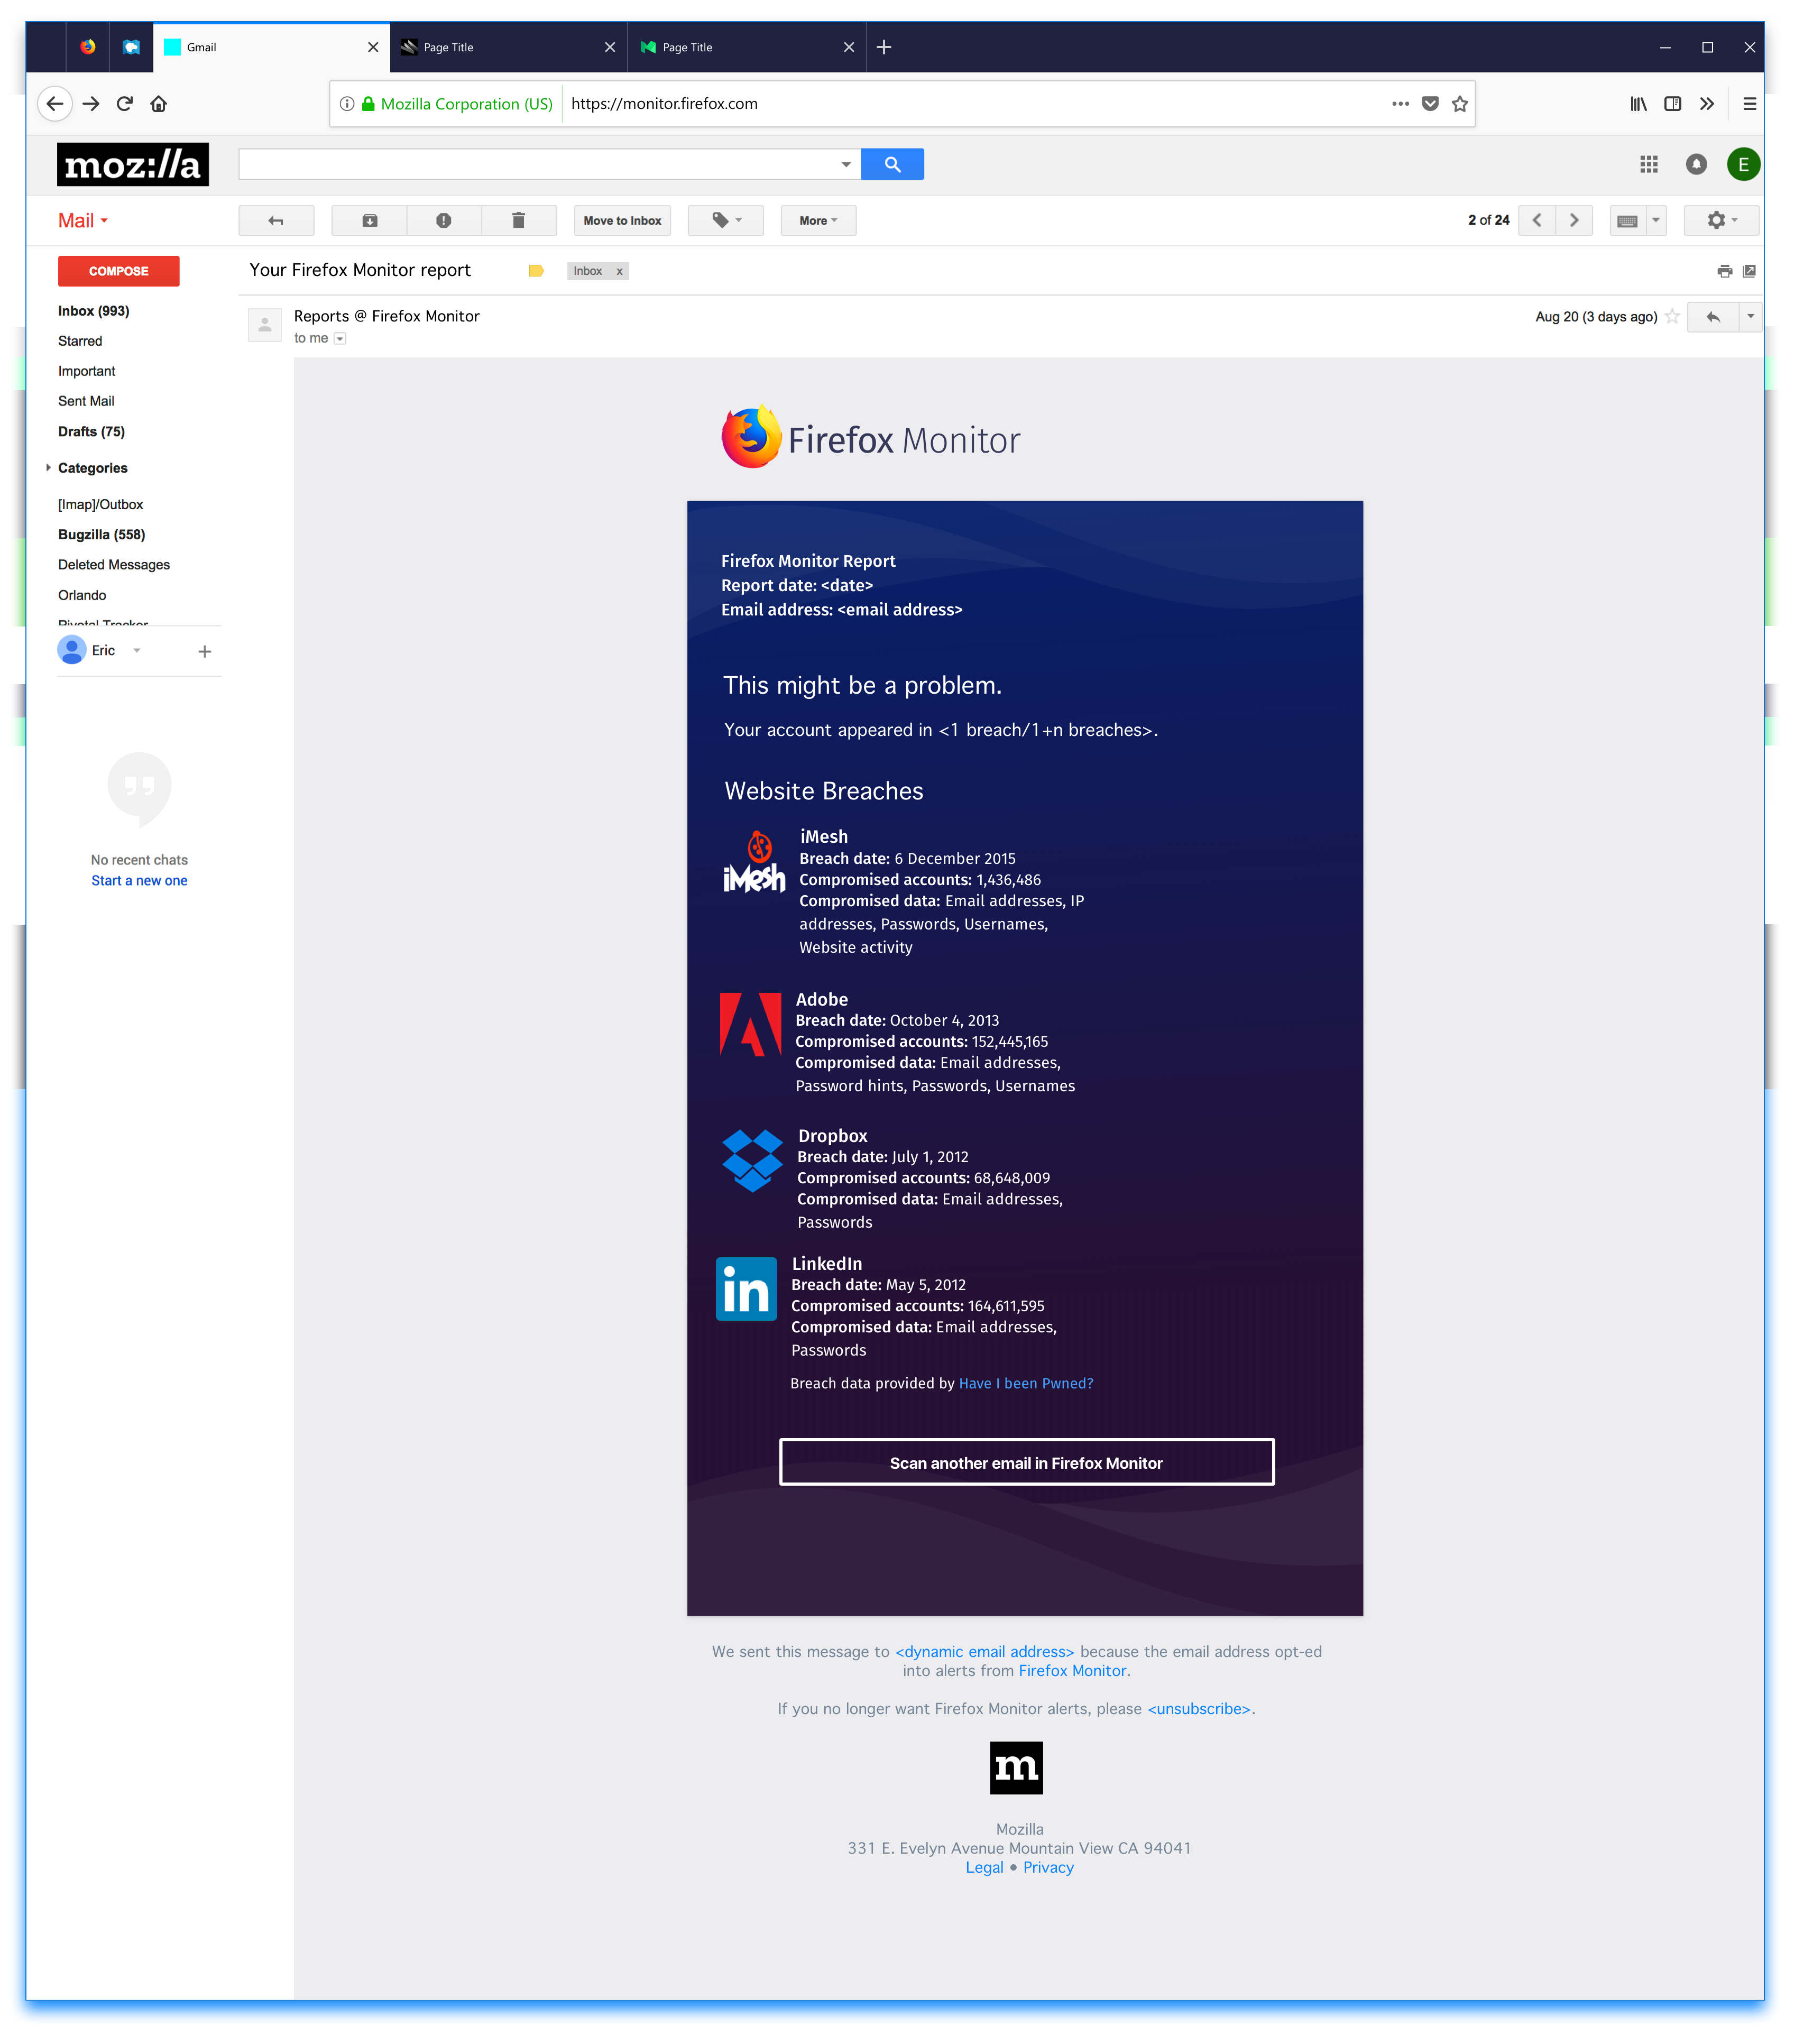 Gmail
Page Title
Page Title
Mozilla Corporation (US)
https://monitor.firefox.com
moz://a
E
Mail
Move to Inbox
More
2 of 24
COMPOSE
Your Firefox Monitor report
Inbox x
Inbox (993)
Starred
Important
Sent Mail
Drafts (75)
Categories
[Imap]/Outbox
Bugzilla (558)
Deleted Messages
Orlando
Pivotal Tracker
Eric
No recent chats
Start a new one
Reports @ Firefox Monitor
Aug 20 (3 days ago)
to me
Firefox Monitor
Firefox Monitor Report
Report date: <date>
Email address: <email address>
This might be a problem.
Your account appeared in <1 breach/1+n breaches>.
Website Breaches
iMesh
iMesh
Breach date: 6 December 2015
Compromised accounts: 1,436,486
Compromised data: Email addresses, IP
addresses, Passwords, Usernames,
Website activity
Adobe
Breach date: October 4, 2013
Compromised accounts: 152,445,165
Compromised data: Email addresses,
Password hints, Passwords, Usernames
Dropbox
Breach date: July 1, 2012
Compromised accounts: 68,648,009
Compromised data: Email addresses,
Passwords
in
LinkedIn
Breach date: May 5, 2012
Compromised accounts: 164,611,595
Compromised data: Email addresses,
Passwords
Breach data provided by Have I been Pwned?
Scan another email in Firefox Monitor
We sent this message to <dynamic email address> because the email address opt-ed
into alerts from Firefox Monitor.
If you no longer want Firefox Monitor alerts, please <unsubscribe>.
m
Mozilla
331 E. Evelyn Avenue Mountain View CA 94041
Legal • Privacy